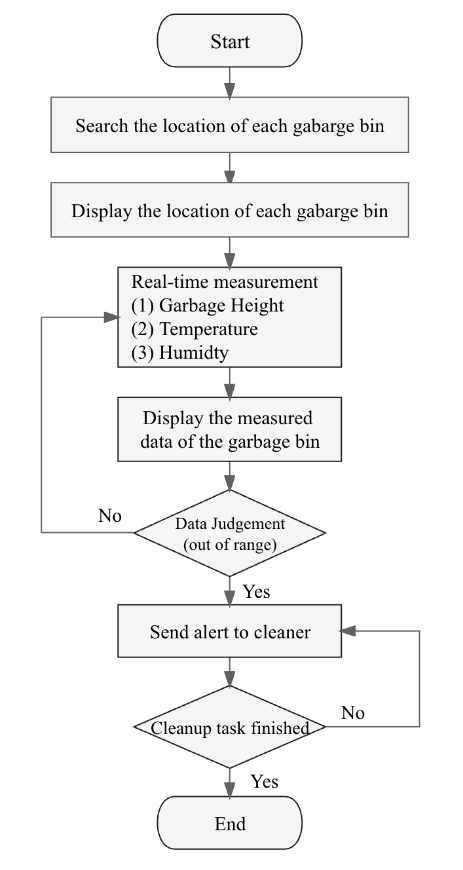 Start
Search the location of each gabarge bin
Display the location of each gabarge bin
Real-time measurement
(1) Garbage Height
(2) Temperature
(3) Humidty
Display the measured
data of the garbage bin
No
Data Judgement
(out of range)
Yes
Send alert to cleaner
Cleanup task finished
No
Yes
End